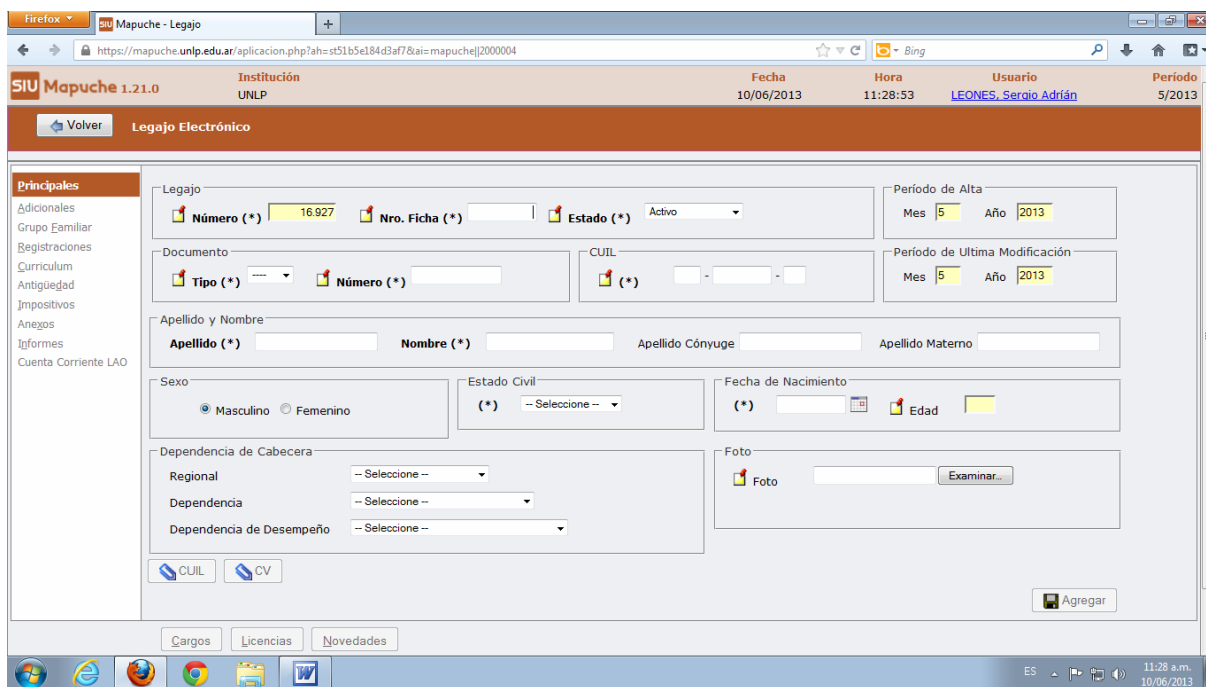 Firefox
SIU Mapuche - Legajo
https://mapuche.unlp.edu.ar/aplicacion.php?ah=st51b5e184d3af7&ai=mapuche||2000004
Bing
SIU Mapuche 1.21.0
Institución
UNLP
Fecha
10/06/2013
Hora
11:28:53
Usuario
LEONES, Sergio Adrián
Período
5/2013
Volver
Legajo Electrónico
Principales
Adicionales
Grupo Familiar
Registraciones
Curriculum
Antigüedad
Impositivos
Anexos
Informes
Cuenta Corriente LAO
Legajo
Número (*) 16.927 Nro. Ficha (*) Estado (*) Activo
Período de Alta
Mes 5 Año 2013
Documento
Tipo (*) ---- Número (*)
CUIL
(*) - -
Período de Ultima Modificación
Mes 5 Año 2013
Apellido y Nombre
Apellido (*) Nombre (*) Apellido Cónyuge Apellido Materno
Sexo
Masculino Femenino
Estado Civil
(*) -- Seleccione --
Fecha de Nacimiento
(*) Edad
Dependencia de Cabecera
Regional -- Seleccione --
Dependencia -- Seleccione --
Dependencia de Desempeño -- Seleccione --
Foto
Foto Examinar...
CUIL CV
Agregar
Cargos Licencias Novedades
ES
11:28 a.m.
10/06/2013